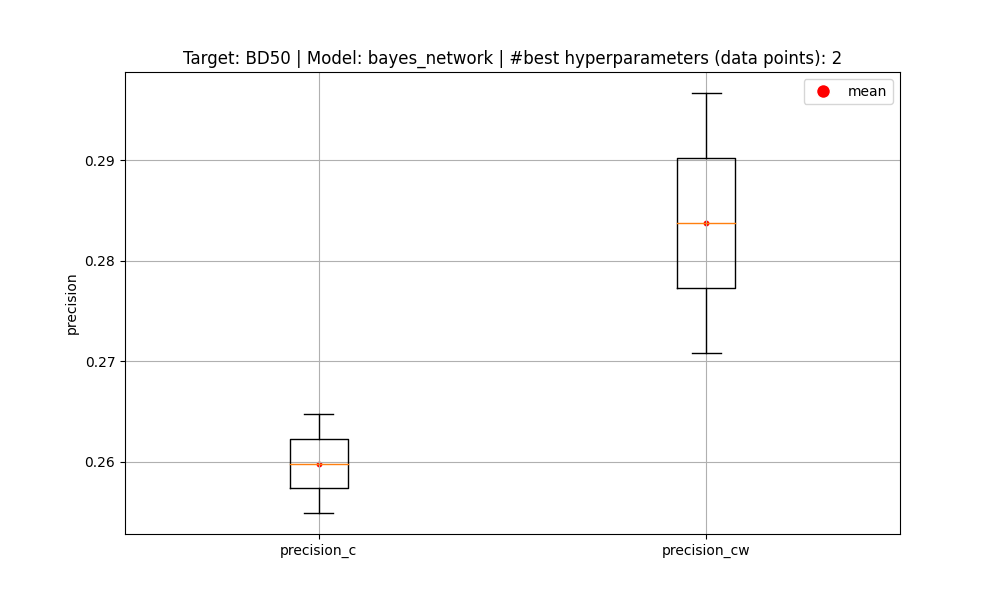 Target: BD50 | Model: bayes_network | #best hyperparameters (data points): 2
mean
0.29
0.28
0.27
0.26
precision
precision_c
precision_cw